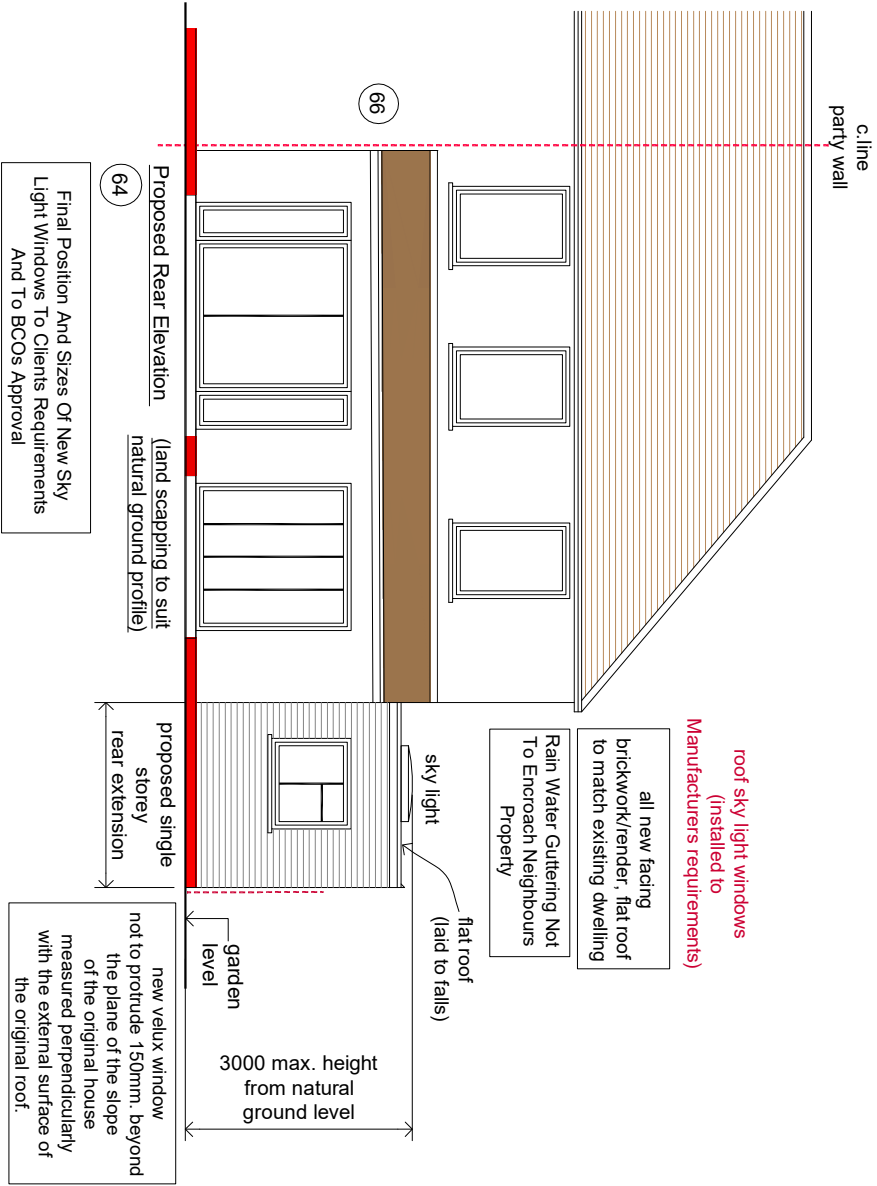 c.line
party wall
66
64
Proposed Rear Elevation
(land scapping to suit
natural ground profile)
Final Position And Sizes Of New Sky
Light Windows To Clients Requirements
And To BCOs Approval
roof sky light windows
(installed to
Manufacturers requirements)
all new facing
brickwork/render, flat roof
to match existing dwelling
Rain Water Guttering Not
To Encroach Neighbours
Property
sky light
flat roof
(laid to falls)
proposed single
storey
rear extension
garden
level
3000 max. height
from natural
ground level
new velux window
not to protrude 150mm. beyond
the plane of the slope
of the original house
measured perpendicularly
with the external surface of
the original roof.